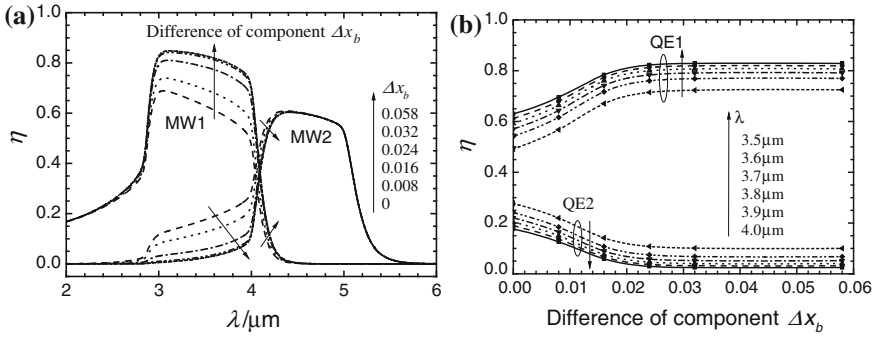 (a)
1.0
0.8
0.6
0.4
0.2
0.0
η
Difference of component Δx_b
MW1
MW2
Δx_b
0.058
0.032
0.024
0.016
0.008
0
2
3
4
5
6
λ/μm
(b)
1.0
0.8
0.6
0.4
0.2
0.0
η
QE1
λ
3.5μm
3.6μm
3.7μm
3.8μm
3.9μm
4.0μm
QE2
0.00
0.01
0.02
0.03
0.04
0.05
0.06
Difference of component Δx_b